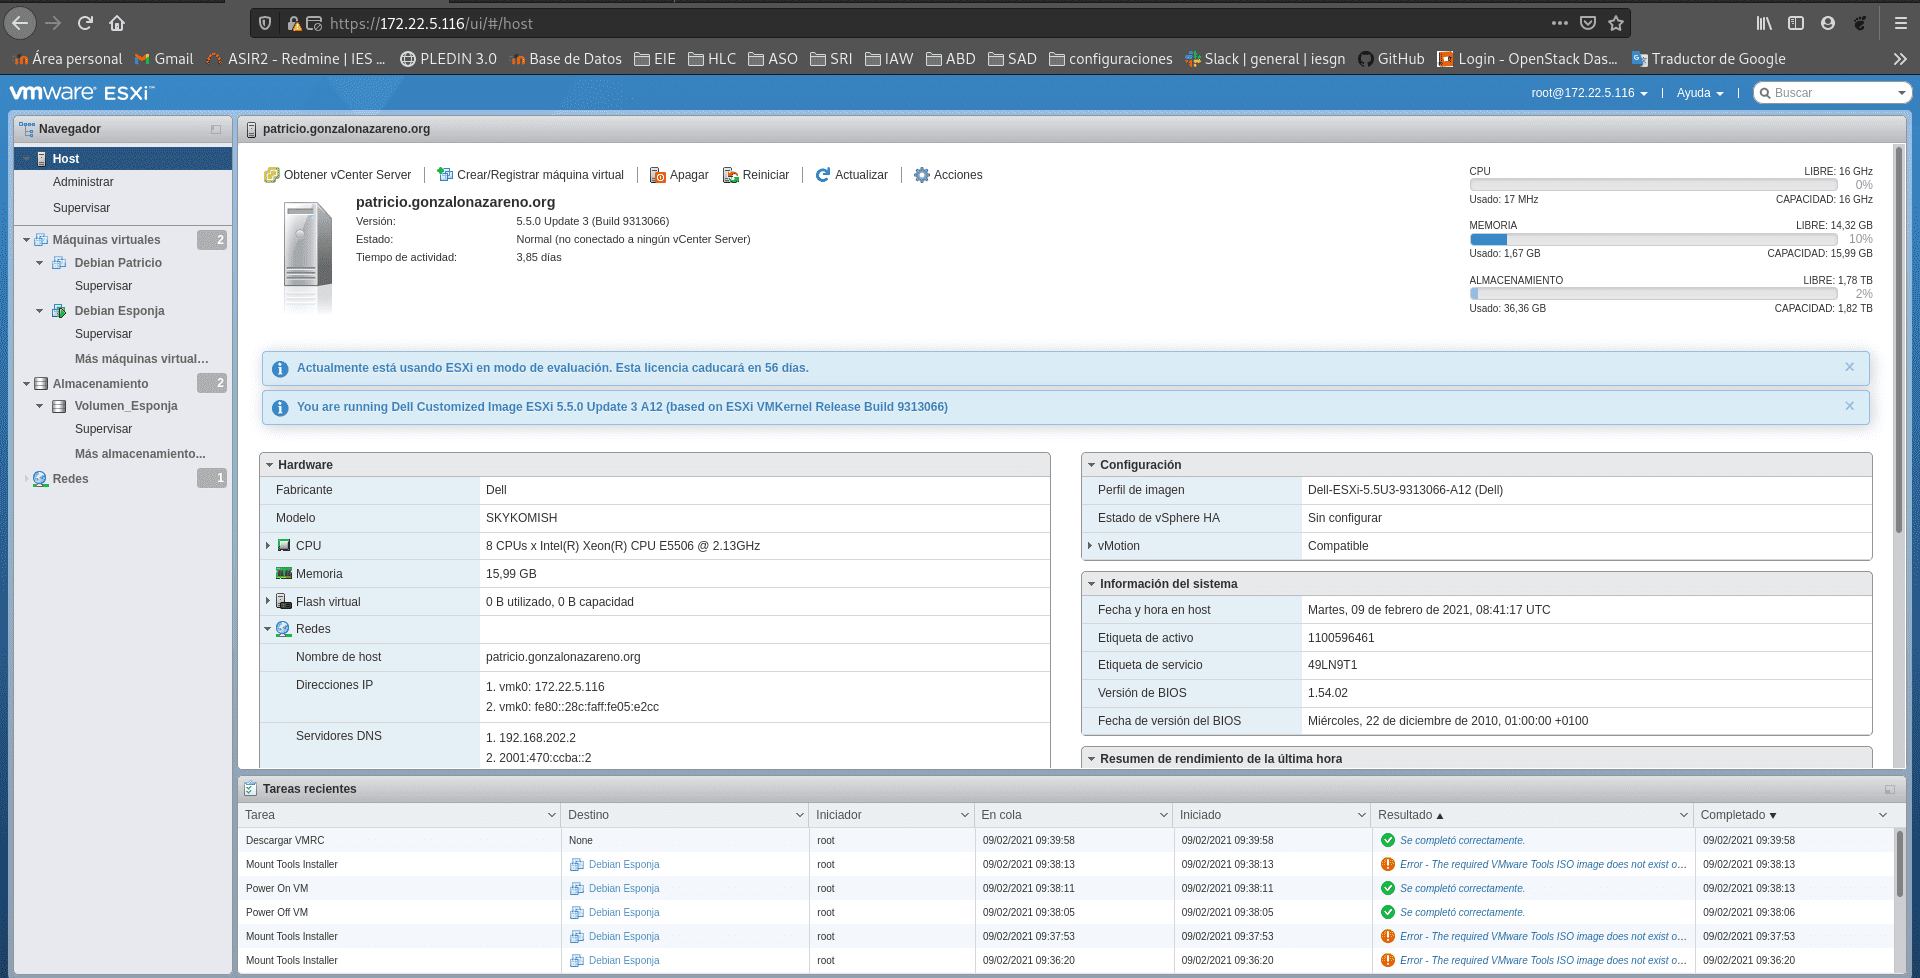 https://172.22.5.116/ui/#/host
Área personal Gmail ASIR2 - Redmine | IES ... PLEDIN 3.0 Base de Datos EIE HLC ASO SRI IAW ABD SAD configuraciones Slack | general | iesgn GitHub Login - OpenStack Das... Traductor de Google
vmware ESXi™ root@172.22.5.116 | Ayuda | Buscar
Navegador
Host
Administrar
Supervisar
Máquinas virtuales 2
Debian Patricio
Supervisar
Debian Esponja
Supervisar
Más máquinas virtual...
Almacenamiento 2
Volumen_Esponja
Supervisar
Más almacenamiento...
Redes 1
patricio.gonzalonazareno.org
Obtener vCenter Server | Crear/Registrar máquina virtual | Apagar Reiniciar | Actualizar | Acciones
patricio.gonzalonazareno.org
Versión: 5.5.0 Update 3 (Build 9313066)
Estado: Normal (no conectado a ningún vCenter Server)
Tiempo de actividad: 3,85 días
CPU LIBRE: 16 GHz
0%
Usado: 17 MHz CAPACIDAD: 16 GHz
MEMORIA LIBRE: 14,32 GB
10%
Usado: 1,67 GB CAPACIDAD: 15,99 GB
ALMACENAMIENTO LIBRE: 1,78 TB
2%
Usado: 36,36 GB CAPACIDAD: 1,82 TB
Actualmente está usando ESXi en modo de evaluación. Esta licencia caducará en 56 días.
You are running Dell Customized Image ESXi 5.5.0 Update 3 A12 (based on ESXi VMKernel Release Build 9313066)
Hardware
Fabricante Dell
Modelo SKYKOMISH
CPU 8 CPUs x Intel(R) Xeon(R) CPU E5506 @ 2.13GHz
Memoria 15,99 GB
Flash virtual 0 B utilizado, 0 B capacidad
Redes
Nombre de host patricio.gonzalonazareno.org
Direcciones IP 1. vmk0: 172.22.5.116
2. vmk0: fe80::28c:faff:fe05:e2cc
Servidores DNS 1. 192.168.202.2
2. 2001:470:ccba::2
Configuración
Perfil de imagen Dell-ESXi-5.5U3-9313066-A12 (Dell)
Estado de vSphere HA Sin configurar
vMotion Compatible
Información del sistema
Fecha y hora en host Martes, 09 de febrero de 2021, 08:41:17 UTC
Etiqueta de activo 1100596461
Etiqueta de servicio 49LN9T1
Versión de BIOS 1.54.02
Fecha de versión del BIOS Miércoles, 22 de diciembre de 2010, 01:00:00 +0100
Resumen de rendimiento de la última hora
Tareas recientes
Tarea Destino Iniciador En cola Iniciado Resultado ▲ Completado ▼
Descargar VMRC None root 09/02/2021 09:39:58 09/02/2021 09:39:58 Se completó correctamente. 09/02/2021 09:39:58
Mount Tools Installer Debian Esponja root 09/02/2021 09:38:13 09/02/2021 09:38:13 Error - The required VMware Tools ISO image does not exist o... 09/02/2021 09:38:13
Power On VM Debian Esponja root 09/02/2021 09:38:11 09/02/2021 09:38:11 Se completó correctamente. 09/02/2021 09:38:13
Power Off VM Debian Esponja root 09/02/2021 09:38:05 09/02/2021 09:38:05 Se completó correctamente. 09/02/2021 09:38:06
Mount Tools Installer Debian Esponja root 09/02/2021 09:37:53 09/02/2021 09:37:53 Error - The required VMware Tools ISO image does not exist o... 09/02/2021 09:37:53
Mount Tools Installer Debian Esponja root 09/02/2021 09:36:20 09/02/2021 09:36:20 Error - The required VMware Tools ISO image does not exist o... 09/02/2021 09:36:20